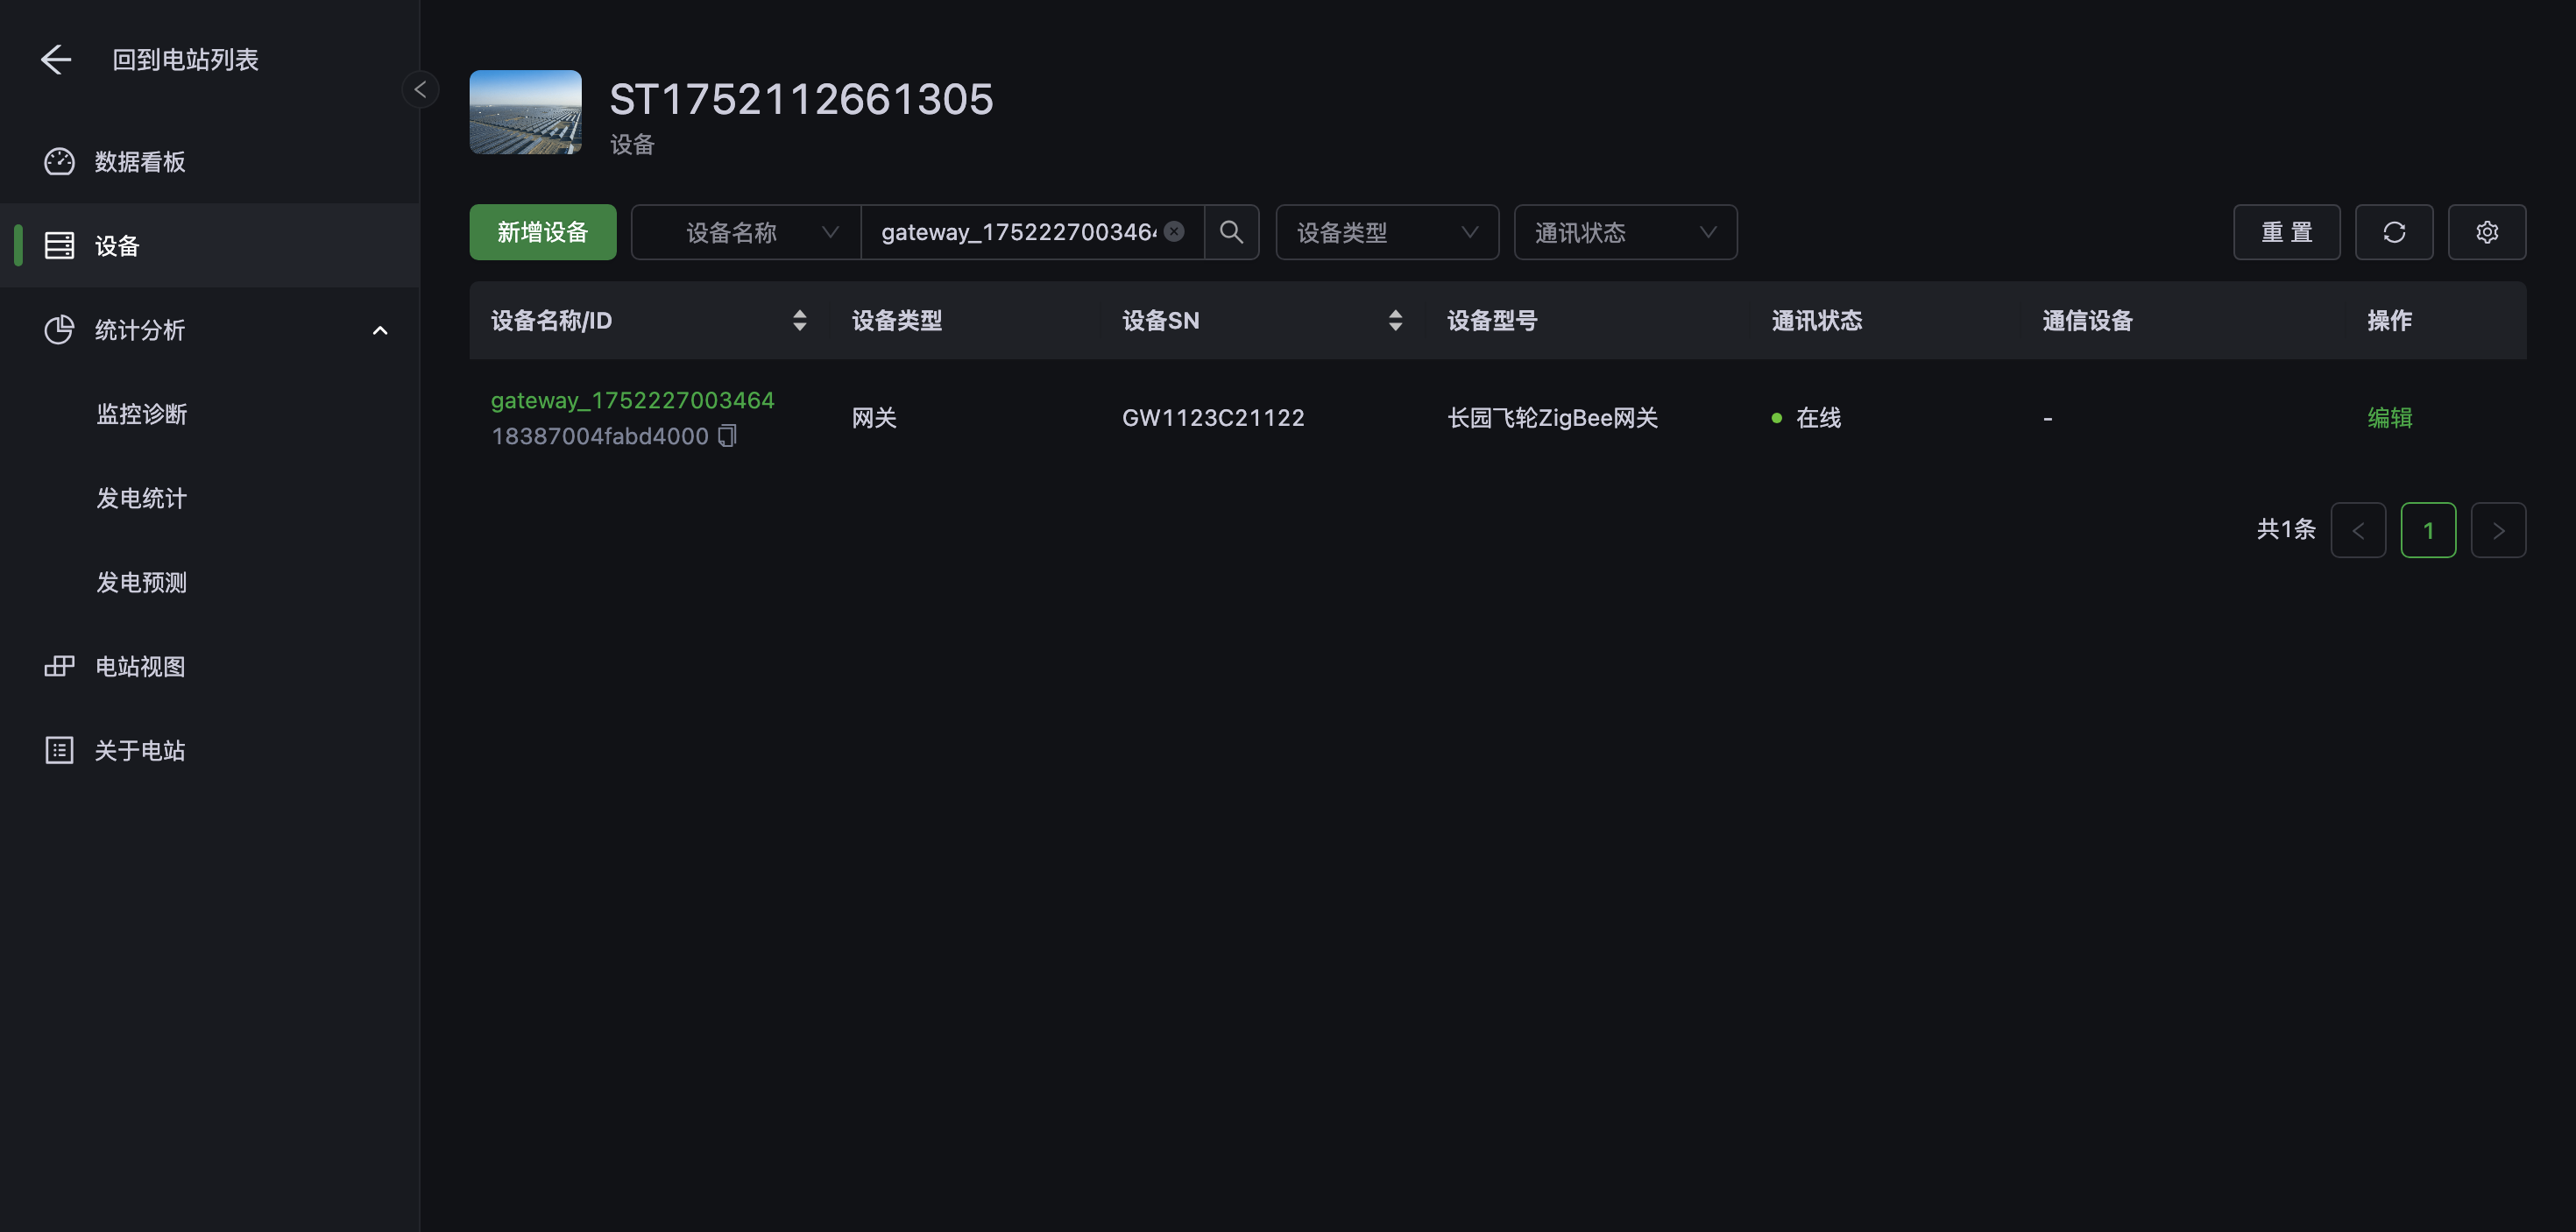 回到电站列表
数据看板
设备
统计分析
监控诊断
发电统计
发电预测
电站视图
关于电站
ST1752112661305
设备
新增设备
设备名称
gateway_175222700346
设备类型
通讯状态
重 置
设备名称/ID
设备类型
设备SN
设备型号
通讯状态
通信设备
操作
gateway_1752227003464
18387004fabd4000
网关
GW1123C21122
长园飞轮ZigBee网关
在线
-
编辑
共1条
1